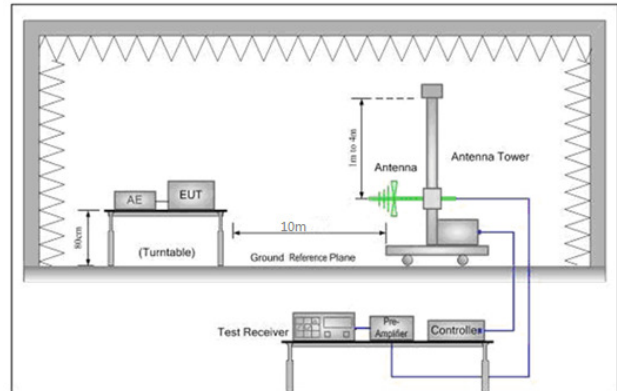 1m to 4m
Antenna
Antenna Tower
AE
EUT
80cm
(Turntable)
10m
Ground Reference Plane
Test Receiver
Pre-
Amplifier
Controller